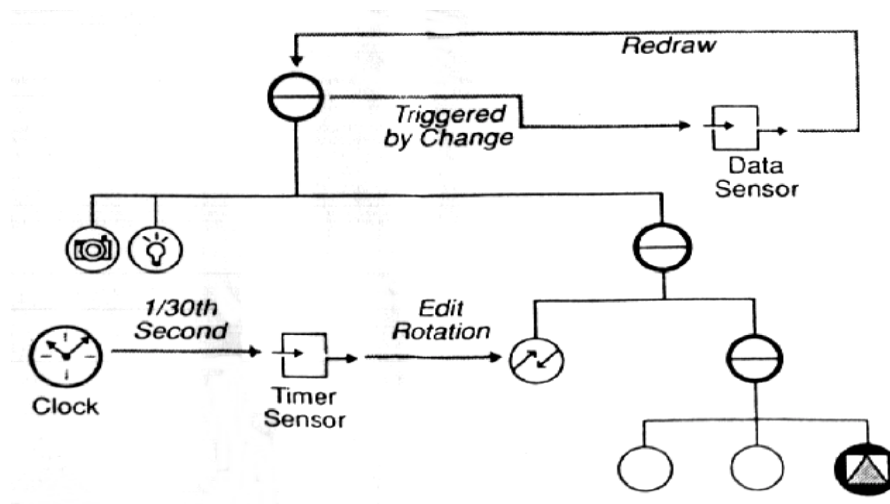 Redraw
Triggered
by Change
Data
Sensor
1/30th
Second
Edit
Rotation
Clock
Timer
Sensor